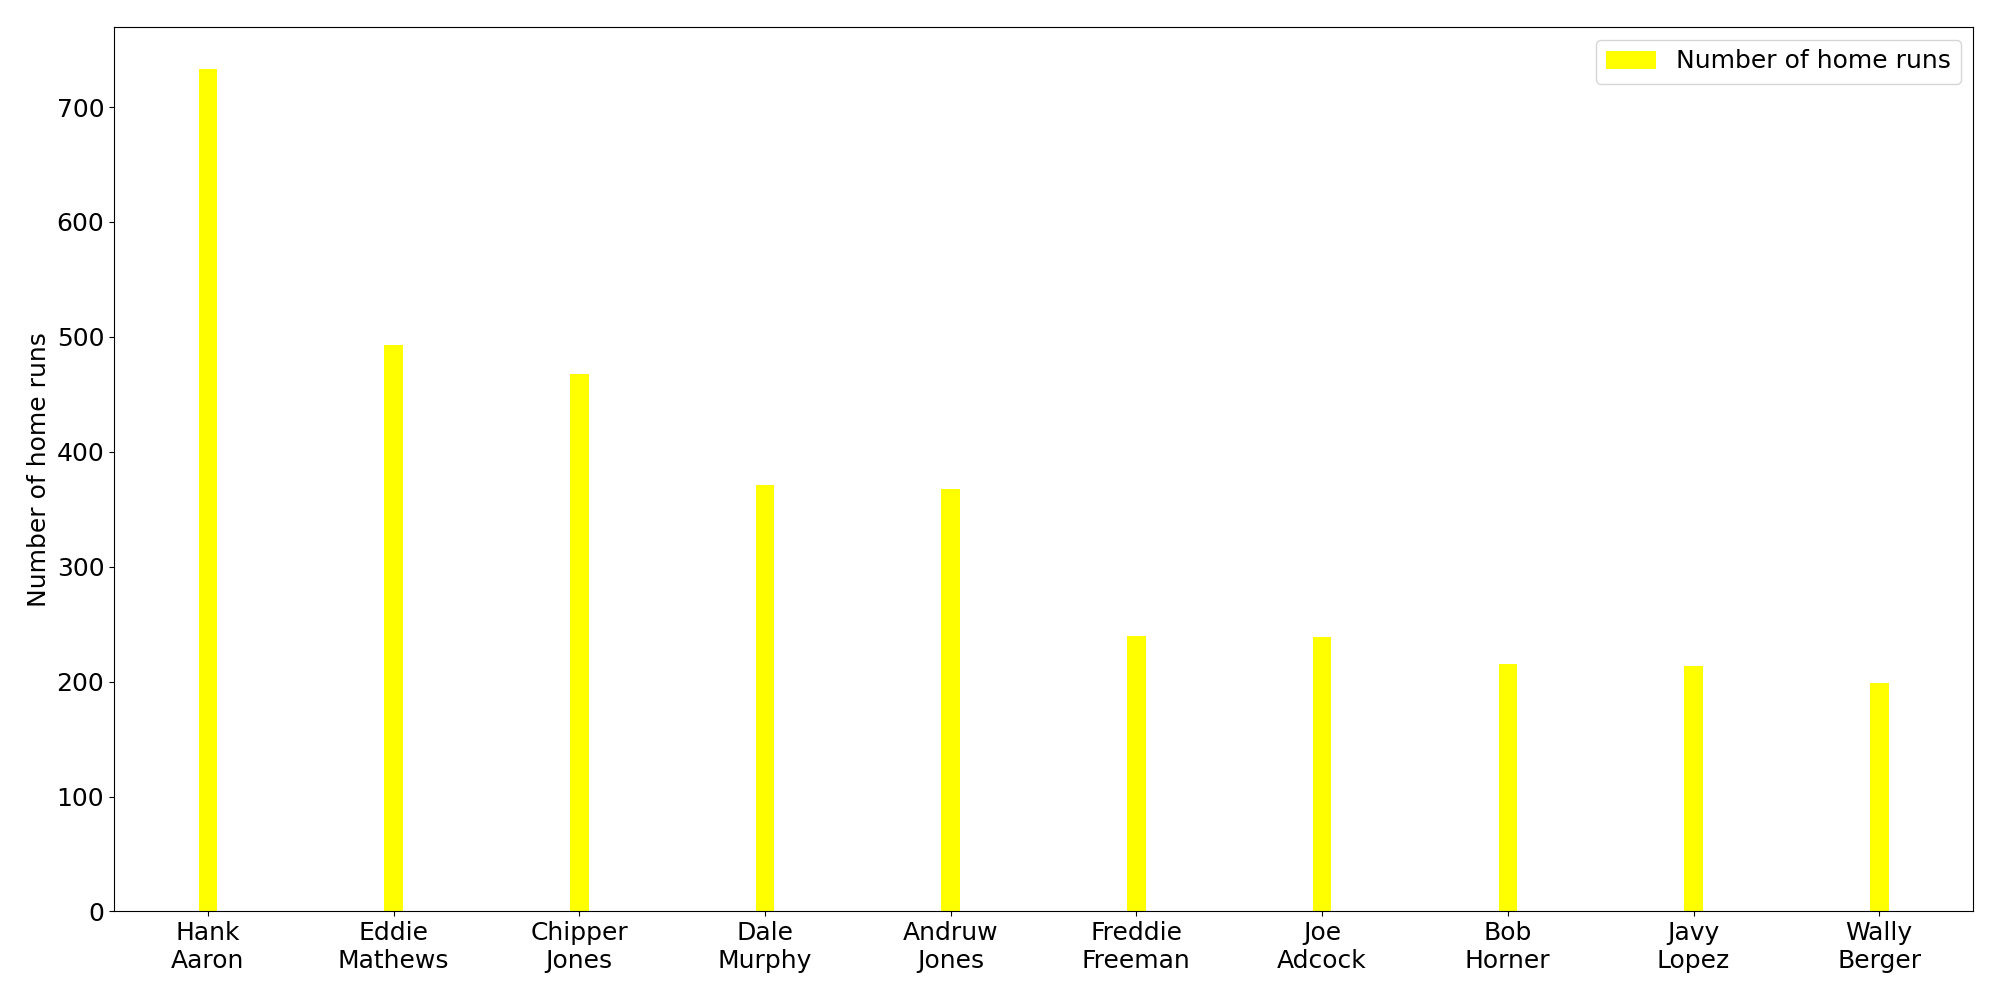 Number of home runs
700
600
500
400
300
200
100
0
Number of home runs
Hank
Aaron
Eddie
Mathews
Chipper
Jones
Dale
Murphy
Andruw
Jones
Freddie
Freeman
Joe
Adcock
Bob
Horner
Javy
Lopez
Wally
Berger